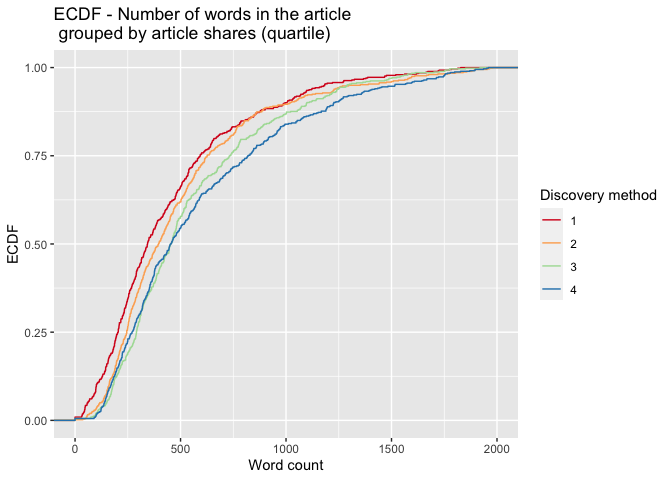 ECDF - Number of words in the article
grouped by article shares (quartile)
1.00
0.75
0.50
0.25
0.00
ECDF
0
500
1000
1500
2000
Word count
Discovery method
1
2
3
4